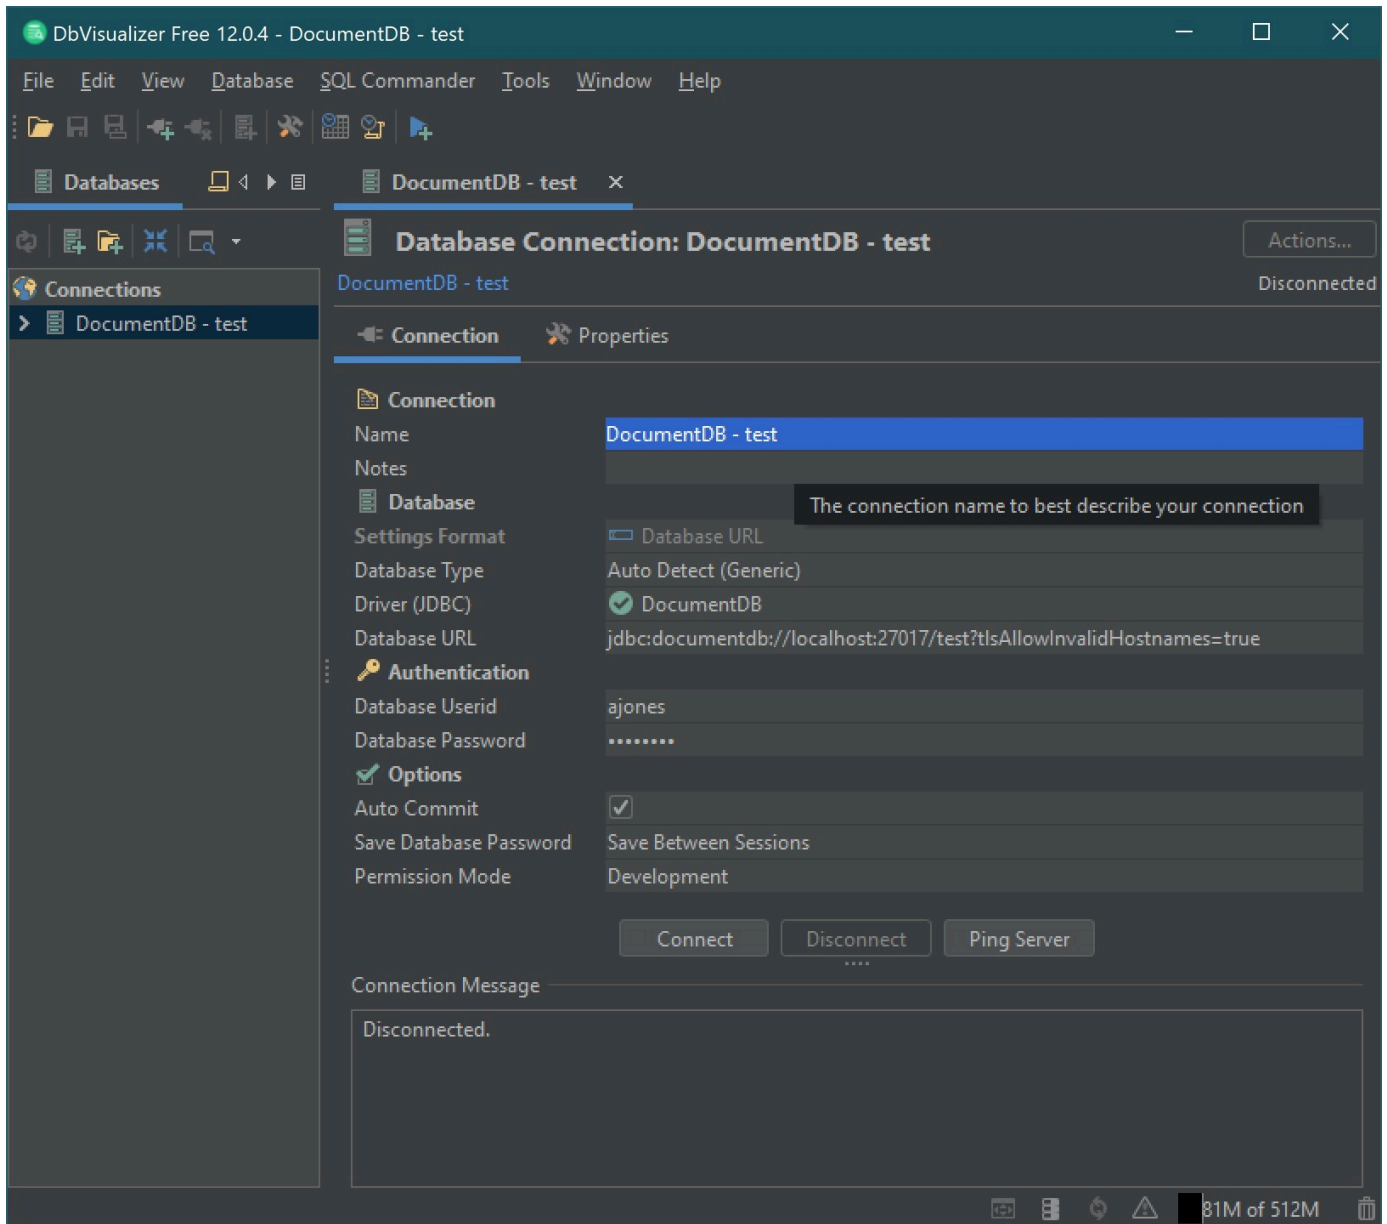 DbVisualizer Free 12.0.4 - DocumentDB - test
File Edit View Database SQL Commander Tools Window Help
Databases
DocumentDB - test
Database Connection: DocumentDB - test
Actions...
DocumentDB - test
Disconnected
Connections
DocumentDB - test
Connection Properties
Connection
Name DocumentDB - test
Notes
Database
The connection name to best describe your connection
Settings Format Database URL
Database Type Auto Detect (Generic)
Driver (JDBC) DocumentDB
Database URL jdbc:documentdb://localhost:27017/test?tlsAllowInvalidHostnames=true
Authentication
Database Userid ajones
Database Password ••••••••
Options
Auto Commit
Save Database Password Save Between Sessions
Permission Mode Development
Connect Disconnect Ping Server
Connection Message
Disconnected.
81M of 512M